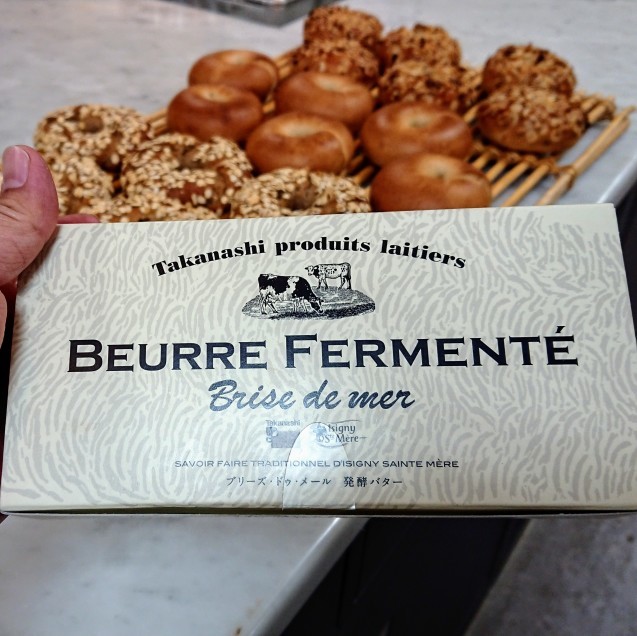 Takanashi produits laitiers
BEURRE FERMENTÉ
Brise de mer
Takanashi
Isigny
Ste Mère
SAVOIR FAIRE TRADITIONNEL D'ISIGNY SAINTE MÈRE
ブリーズ・ドゥ・メール 発酵バター